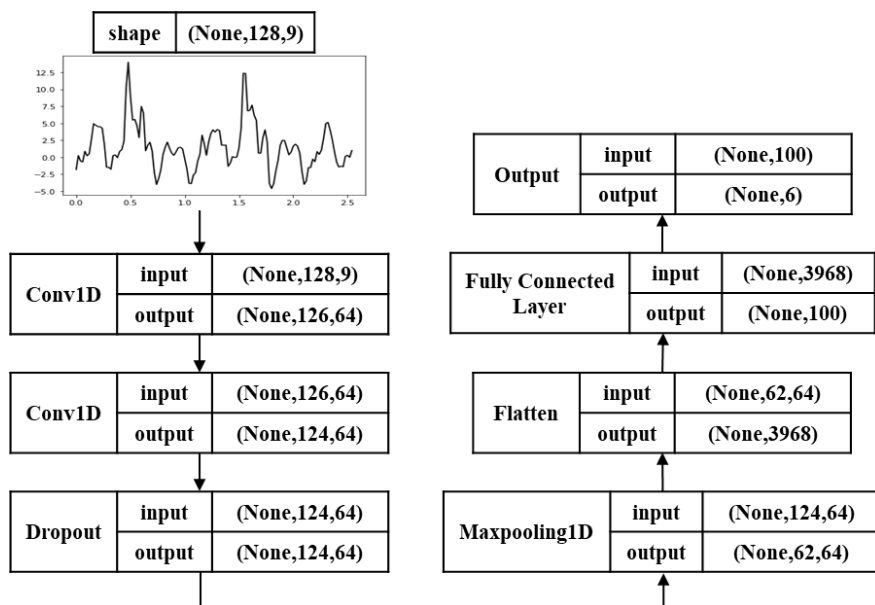 shape (None,128,9)
12.5
10.0
7.5
5.0
2.5
0.0
−2.5
−5.0
0.0 0.5 1.0 1.5 2.0 2.5
Conv1D
input (None,128,9)
output (None,126,64)
Conv1D
input (None,126,64)
output (None,124,64)
Dropout
input (None,124,64)
output (None,124,64)
Maxpooling1D
input (None,124,64)
output (None,62,64)
Flatten
input (None,62,64)
output (None,3968)
Fully Connected
Layer
input (None,3968)
output (None,100)
Output
input (None,100)
output (None,6)